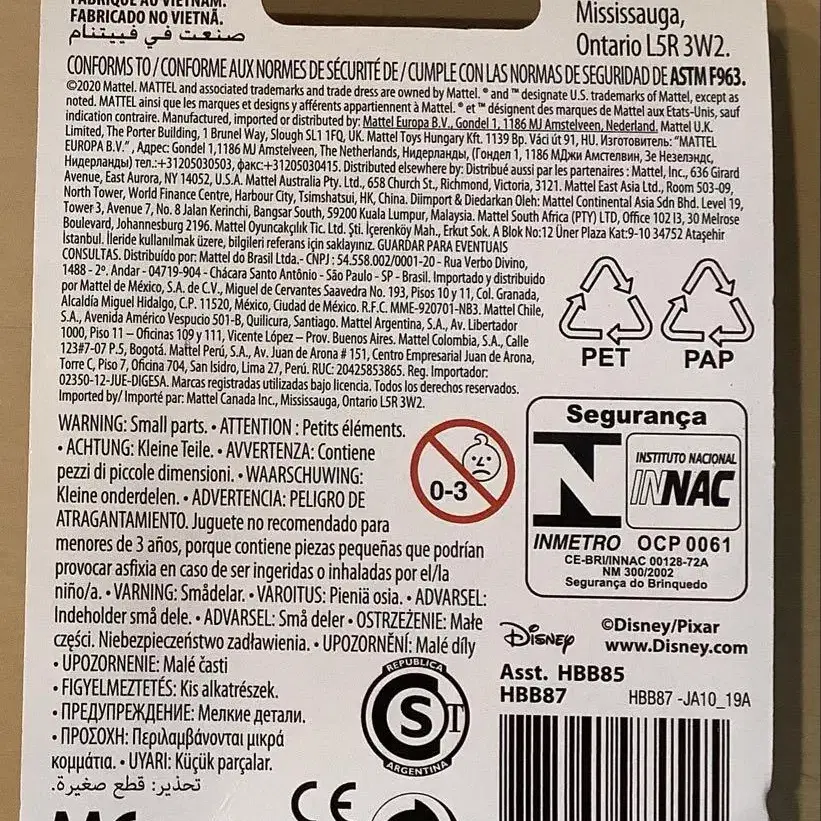 FABRIQUÉ AU VIETNAM.
FABRICADO NO VIETNÃ.
صنعت في فييتنام
Mississauga,
Ontario L5R 3W2.
CONFORMS TO / CONFORME AUX NORMES DE SÉCURITÉ DE / CUMPLE CON LAS NORMAS DE SEGURIDAD DE ASTM F963.
©2020 Mattel. MATTEL and associated trademarks and trade dress are owned by Mattel. ® and ™ designate U.S. trademarks of Mattel, except as
noted. MATTEL ainsi que les marques et designs y afférents appartiennent à Mattel. ® et ™ désignent des marques de Mattel aux États-Unis, sauf
indication contraire. Manufactured, imported or distributed by: Mattel Europa B.V., Gondel 1, 1186 MJ Amstelveen, Nederland. Mattel U.K.
Limited, The Porter Building, 1 Brunel Way, Slough SL1 1FQ, UK. Mattel Toys Hungary Kft. 1139 Bp. Váci út 91, HU. Изготовитель: "MATTEL
EUROPA B.V." , Адрес: Gondel 1,1186 MJ Amstelveen, The Netherlands, Нидерланды, (Гондел 1, 1186 МДжи Амстелвин, Зе Незелэндс,
Нидерланды) тел.:+31205030503, факс:+31205030415. Distributed elsewhere by: Distribué aussi par les partenaires : Mattel, Inc., 636 Girard
Avenue, East Aurora, NY 14052, U.S.A. Mattel Australia Pty. Ltd., 658 Church St., Richmond, Victoria, 3121. Mattel East Asia Ltd., Room 503-09,
North Tower, World Finance Centre, Harbour City, Tsimshatsui, HK, China. Diimport & Diedarkan Oleh: Mattel Continental Asia Sdn Bhd. Level 19,
Tower 3, Avenue 7, No. 8 Jalan Kerinchi, Bangsar South, 59200 Kuala Lumpur, Malaysia. Mattel South Africa (PTY) LTD, Office 102 I3, 30 Melrose
Boulevard, Johannesburg 2196. Mattel Oyuncakçılık Tic. Ltd. Şti. İçerenköy Mah., Erkut Sok. A Blok No:12 Üner Plaza Kat:9-10 34752 Ataşehir
İstanbul. İleride kullanılmak üzere, bilgileri referans için saklayınız. GUARDAR PARA EVENTUAIS
CONSULTAS. Distribuído por: Mattel do Brasil Ltda.- CNPJ : 54.558.002/0001-20 - Rua Verbo Divino,
1488 - 2º. Andar - 04719-904 - Chácara Santo Antônio - São Paulo - SP - Brasil. Importado y distribuido
por Mattel de México, S.A. de C.V., Miguel de Cervantes Saavedra No. 193, Pisos 10 y 11, Col. Granada,
Alcaldía Miguel Hidalgo, C.P. 11520, México, Ciudad de México. R.F.C. MME-920701-NB3. Mattel Chile,
S.A., Avenida Américo Vespucio 501-B, Quilicura, Santiago. Mattel Argentina, S.A., Av. Libertador
1000, Piso 11 – Oficinas 109 y 111, Vicente López – Prov. Buenos Aires. Mattel Colombia, S.A., Calle
123#7-07 P.5, Bogotá. Mattel Perú, S.A., Av. Juan de Arona # 151, Centro Empresarial Juan de Arona,
Torre C, Piso 7, Oficina 704, San Isidro, Lima 27, Perú. RUC: 20425853865. Reg. Importador:
02350-12-JUE-DIGESA. Marcas registradas utilizadas bajo licencia. Todos los derechos reservados.
Imported by/ Importé par: Mattel Canada Inc., Mississauga, Ontario L5R 3W2.
PET
PAP
WARNING: Small parts. • ATTENTION : Petits éléments.
• ACHTUNG: Kleine Teile. • AVVERTENZA: Contiene
pezzi di piccole dimensioni. • WAARSCHUWING:
Kleine onderdelen. • ADVERTENCIA: PELIGRO DE
ATRAGANTAMIENTO. Juguete no recomendado para
menores de 3 años, porque contiene piezas pequeñas que podrían
provocar asfixia en caso de ser ingeridas o inhaladas por el/la
niño/a. • VARNING: Smådelar. • VAROITUS: Pieniä osia. • ADVARSEL:
Indeholder små dele. • ADVARSEL: Små deler • OSTRZEŻENIE: Małe
części. Niebezpieczeństwo zadławienia. • UPOZORNĚNÍ: Malé díly
• UPOZORNENIE: Malé časti
• FIGYELMEZTETÉS: Kis alkatrészek.
• ПРЕДУПРЕЖДЕНИЕ: Мелкие детали.
• ΠΡΟΣΟΧΗ: Περιλαμβάνονται μικρά
κομμάτια. • UYARI: Küçük parçalar.
تحذير: قطع صغيرة.
0-3
Segurança
INSTITUTO NACIONAL
INNAC
INMETRO OCP 0061
CE-BRI/INNAC 00128-72A
NM 300/2002
Segurança do Brinquedo
Disney
©Disney/Pixar
www.Disney.com
Asst. HBB85
HBB87
HBB87 -JA10_19A
REPUBLICA
S T
ARGENTINA
CE